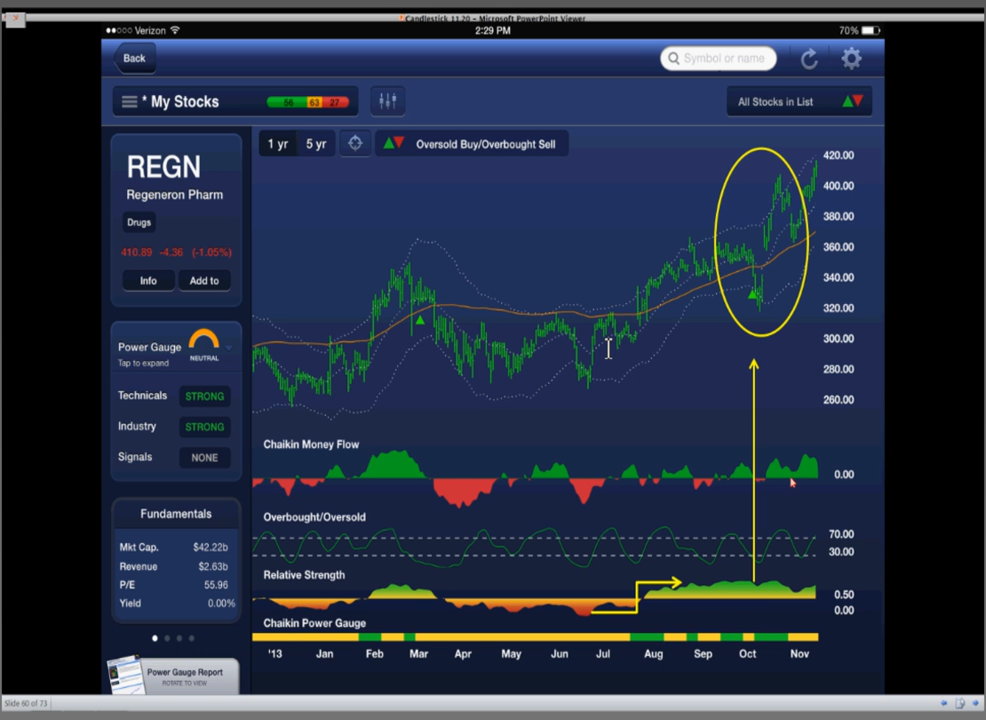 Candlestick 11.20 - Microsoft PowerPoint Viewer
Verizon 2:29 PM 70%
Back Symbol or name
* My Stocks 56 63 27 All Stocks in List
1 yr 5 yr Oversold Buy/Overbought Sell
REGN
Regeneron Pharm
Drugs
410.89 -4.36 (-1.05%)
Info Add to
Power Gauge
Tap to expand
NEUTRAL
Technicals STRONG
Industry STRONG
Signals NONE
Fundamentals
Mkt Cap. $42.22b
Revenue $2.63b
P/E 55.96
Yield 0.00%
Power Gauge Report
ROTATE TO VIEW
420.00
400.00
380.00
360.00
340.00
320.00
300.00
280.00
260.00
Chaikin Money Flow
0.00
Overbought/Oversold
70.00
30.00
Relative Strength
0.50
0.00
Chaikin Power Gauge
'13 Jan Feb Mar Apr May Jun Jul Aug Sep Oct Nov
Slide 60 of 73